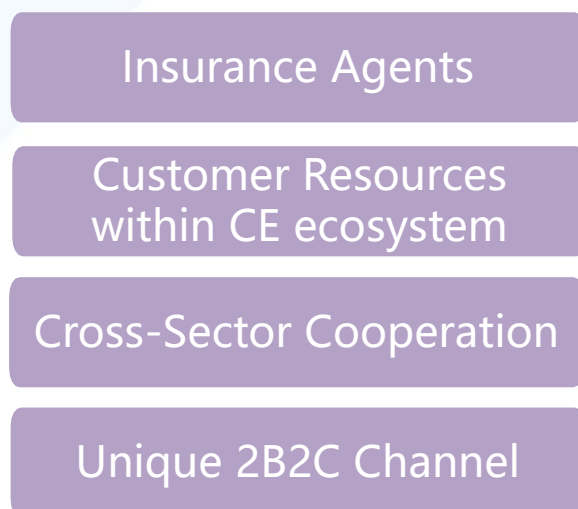 Insurance Agents
Customer Resources
within CE ecosystem
Cross-Sector Cooperation
Unique 2B2C Channel